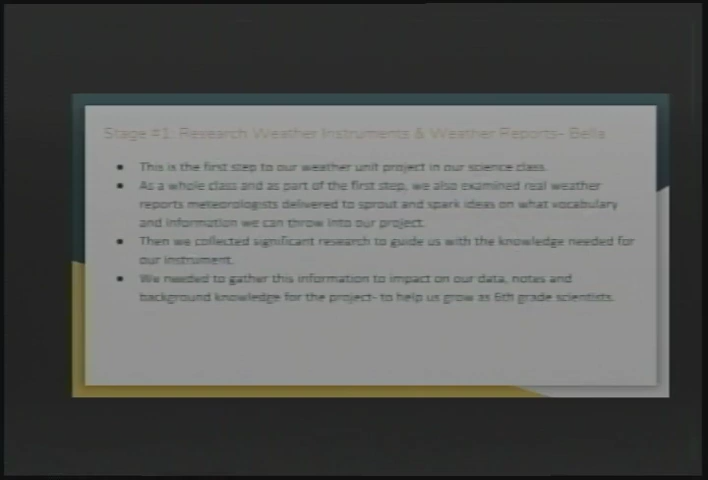 Stage #1: Research Weather Instruments & Weather Reports- Belle
This is the first step to our weather unit project in our science class.
As a whole class and as part of the first step, we also examined real weather
reports meteorologists delivered to sprout and spark ideas on what vocabulary
and information we can throw into our project.
Then we collected significant research to guide us with the knowledge needed for
our instrument.
We needed to gather this information to impact on our data, notes and
background knowledge for the project- to help us grow as 6th grade scientists.